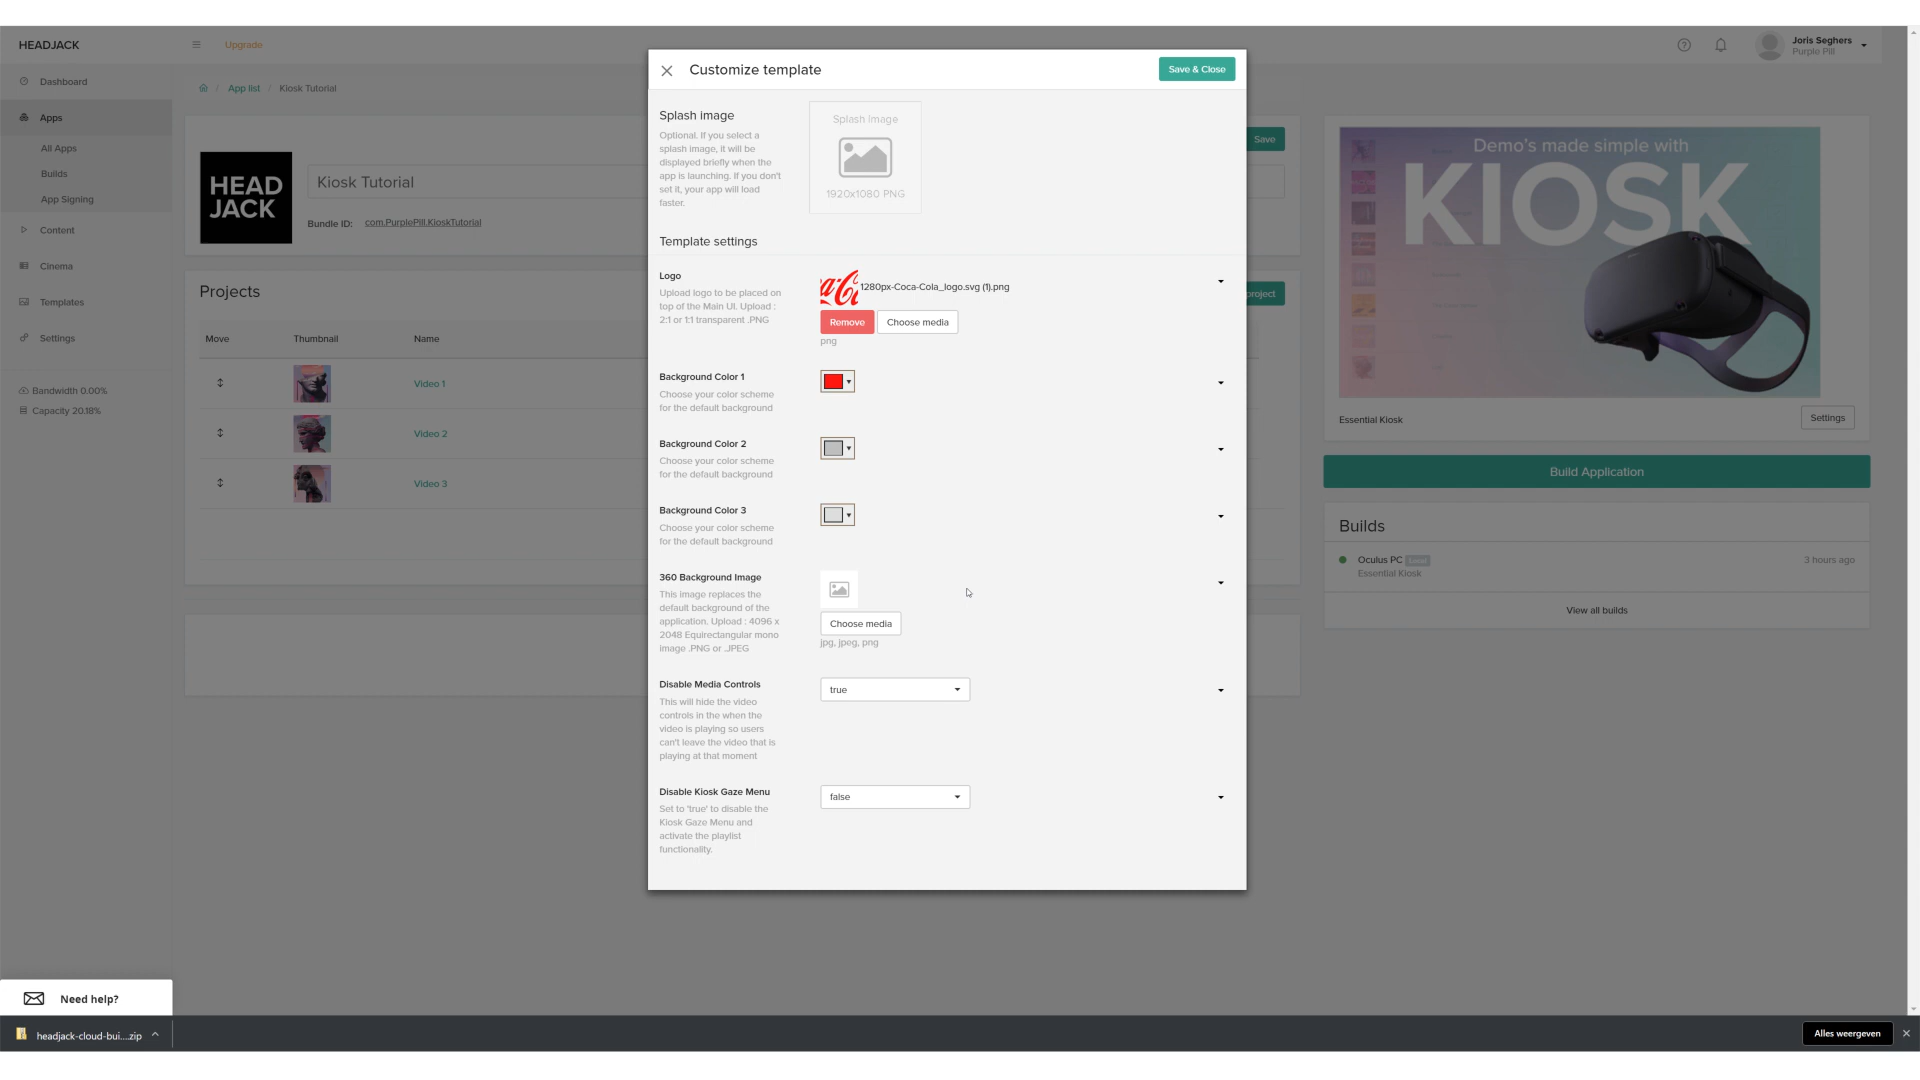 HEADJACK
Upgrade
Joris Seghers
Purple Pill
Dashboard
Apps
All Apps
Builds
App Signing
Content
Cinema
Templates
Settings
Bandwidth 0.00%
Capacity 20.18%
App list / Kiosk Tutorial
HEAD
JACK
Kiosk Tutorial
Bundle ID: com.PurplePill.KioskTutorial
Save
Projects
project
Move Thumbnail Name
Video 1
Video 2
Video 3
Customize template
Save & Close
Splash image
Optional. If you select a
splash image, it will be
displayed briefly when the
app is launching. If you don't
set it, your app will load
faster.
Splash Image
1920x1080 PNG
Template settings
Logo
Upload logo to be placed on
top of the Main UI. Upload :
2:1 or 1:1 transparent .PNG
1280px-Coca-Cola_logo.svg (1).png
Remove
Choose media
png
Background Color 1
Choose your color scheme
for the default background
Background Color 2
Choose your color scheme
for the default background
Background Color 3
Choose your color scheme
for the default background
360 Background Image
This image replaces the
default background of the
application. Upload : 4096 x
2048 Equirectangular mono
image .PNG or .JPEG
Choose media
jpg, jpeg, png
Disable Media Controls
This will hide the video
controls in the when the
video is playing so users
can't leave the video that is
playing at that moment
true
Disable Kiosk Gaze Menu
Set to 'true' to disable the
Kiosk Gaze Menu and
activate the playlist
functionality.
false
Demo's made simple with
KIOSK
Essential Kiosk
Settings
Build Application
Builds
Oculus PC
Essential Kiosk
3 hours ago
View all builds
Need help?
headjack-cloud-bui....zip
Alles weergeven